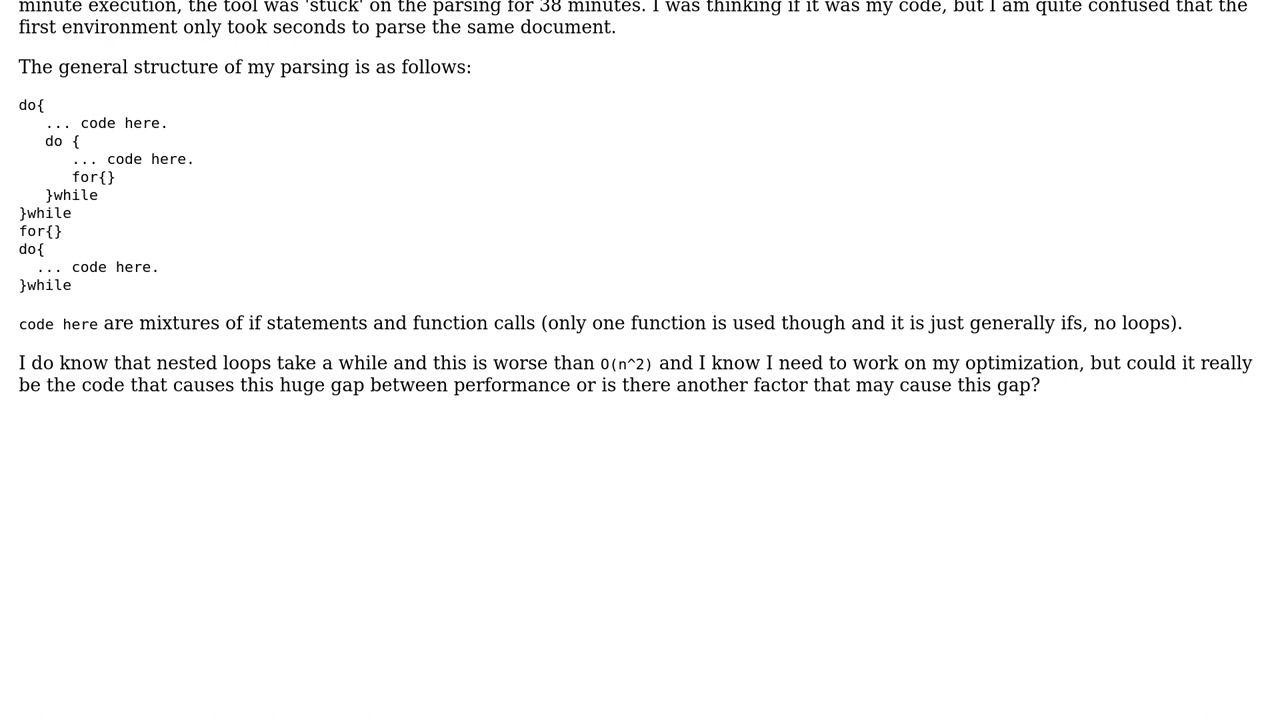 minute execution, the tool was 'stuck' on the parsing for 38 minutes. I was thinking if it was my code, but I am quite confused that the
first environment only took seconds to parse the same document.
The general structure of my parsing is as follows:
do{
   ... code here.
   do {
      ... code here.
      for{}
   }while
}while
for{}
do{
  ... code here.
}while
code here are mixtures of if statements and function calls (only one function is used though and it is just generally ifs, no loops).
I do know that nested loops take a while and this is worse than O(n^2) and I know I need to work on my optimization, but could it really
be the code that causes this huge gap between performance or is there another factor that may cause this gap?